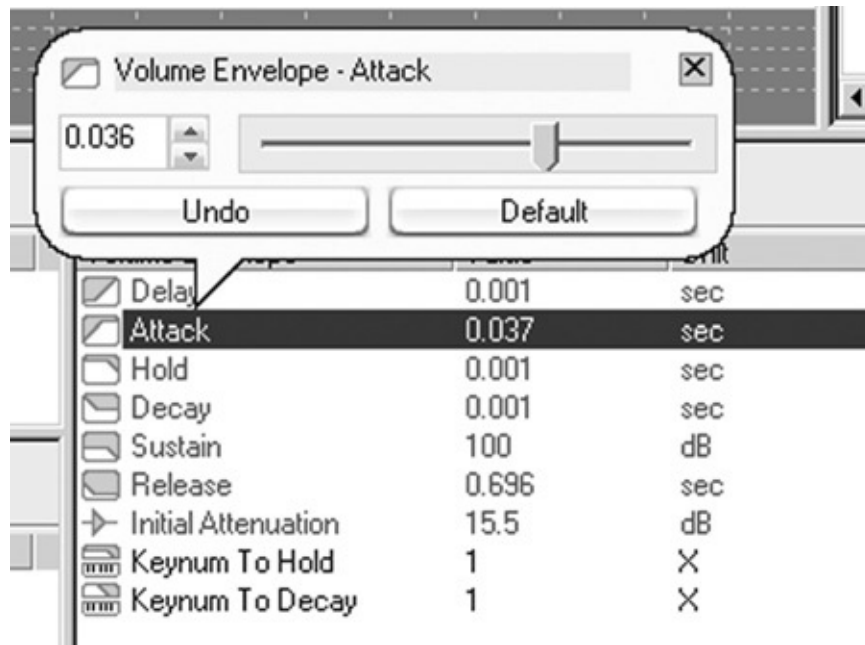 Volume Envelope - Attack
0.036
Undo Default
Delay 0.001 sec
Attack 0.037 sec
Hold 0.001 sec
Decay 0.001 sec
Sustain 100 dB
Release 0.696 sec
Initial Attenuation 15.5 dB
Keynum To Hold 1 X
Keynum To Decay 1 X